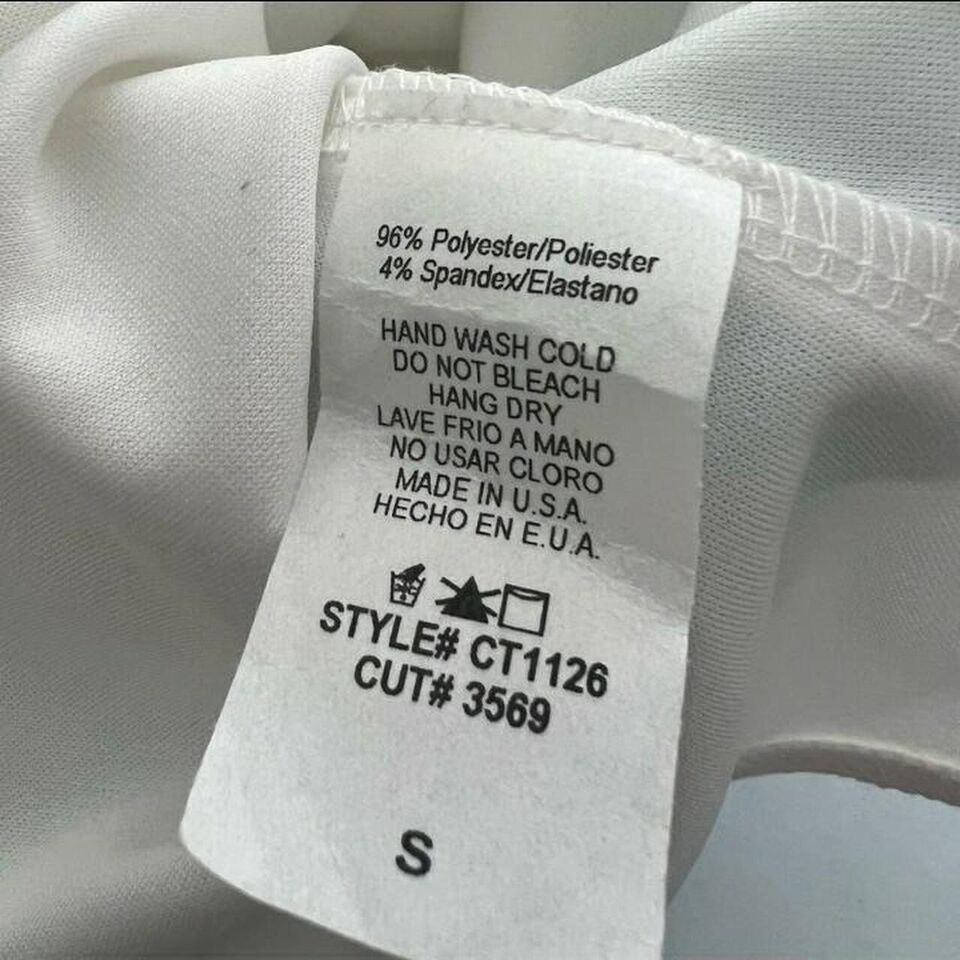 96% Polyester/Poliester
4% Spandex/Elastano
HAND WASH COLD
DO NOT BLEACH
HANG DRY
LAVE FRIO A MANO
NO USAR CLORO
MADE IN U.S.A.
HECHO EN E.U.A.
STYLE# CT1126
CUT# 3569
S